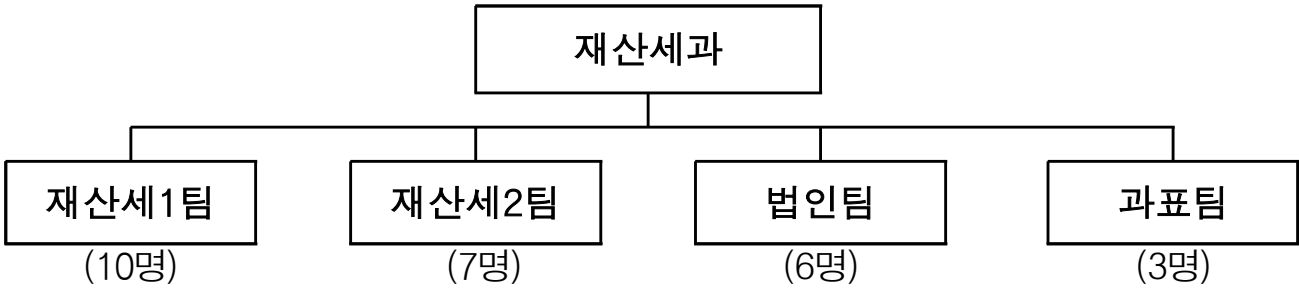 재산세과
재산세1팀 재산세2팀 법인팀 과표팀
(10명) (7명) (6명) (3명)